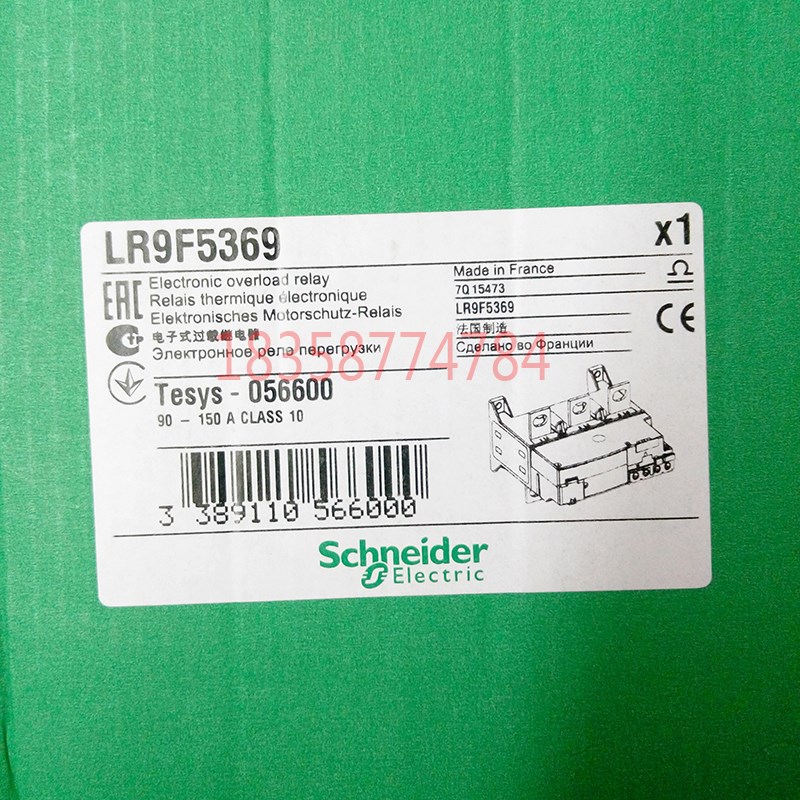 LR9F5369
x1
EAC
Electronic overload relay
Relais thermique électronique
Elektronisches Motorschutz-Relais
电子式过载继电器
Электронное реле перегрузки
Made in France
7Q 15473
LR9F5369
法国制造
Сделано во Франции
CE
18358774784
Tesys - 056600
90 - 150 A CLASS 10
3 389110 566000
Schneider
Electric